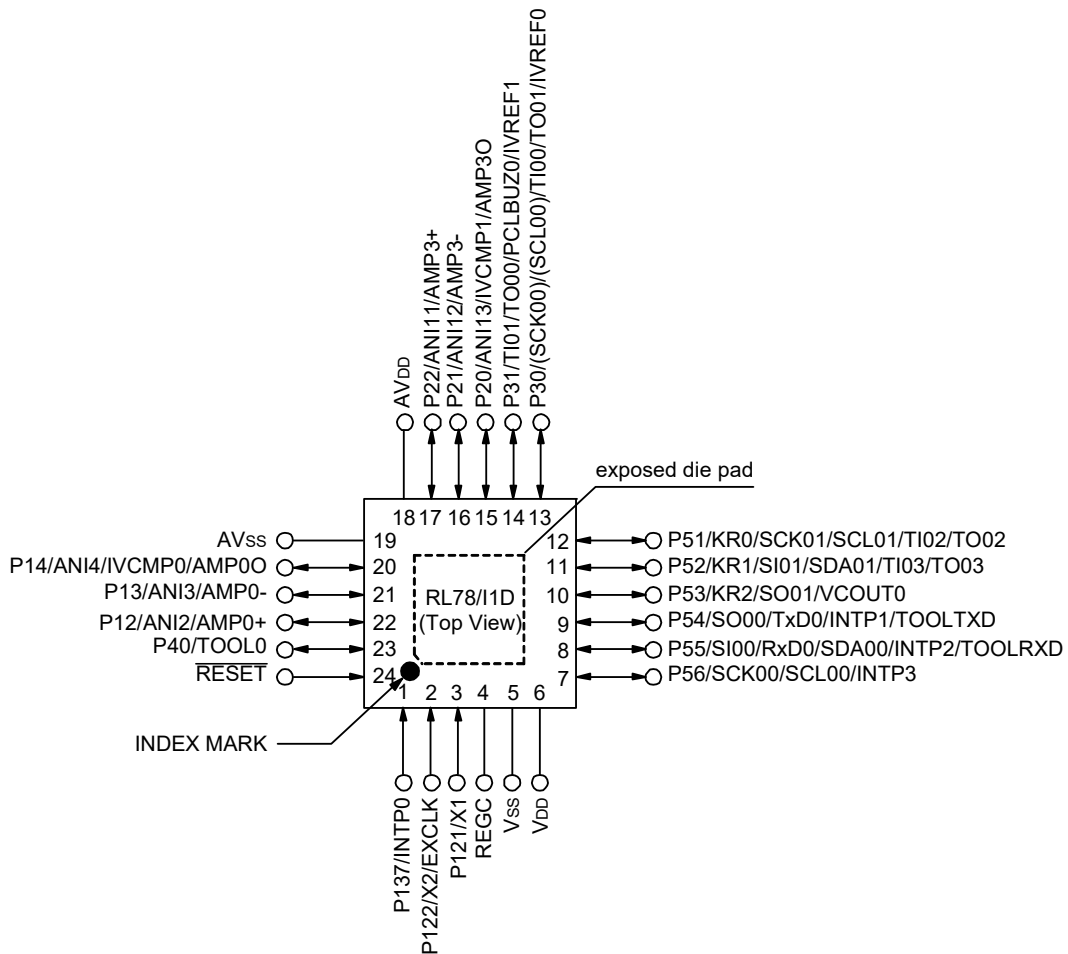 AVDD
P22/ANI11/AMP3+
P21/ANI12/AMP3-
P20/ANI13/IVCMP1/AMP3O
P31/TI01/TO00/PCLBUZ0/IVREF1
P30/(SCK00)/(SCL00)/TI00/TO01/IVREF0
exposed die pad
18 17 16 15 14 13
AVSS 19
P14/ANI4/IVCMP0/AMP0O 20
P13/ANI3/AMP0- 21
P12/ANI2/AMP0+ 22
P40/TOOL0 23
RESET 24
RL78/I1D
(Top View)
12 P51/KR0/SCK01/SCL01/TI02/TO02
11 P52/KR1/SI01/SDA01/TI03/TO03
10 P53/KR2/SO01/VCOUT0
9 P54/SO00/TxD0/INTP1/TOOLTXD
8 P55/SI00/RxD0/SDA00/INTP2/TOOLRXD
7 P56/SCK00/SCL00/INTP3
1 2 3 4 5 6
INDEX MARK
P137/INTP0
P122/X2/EXCLK
P121/X1
REGC
VSS
VDD